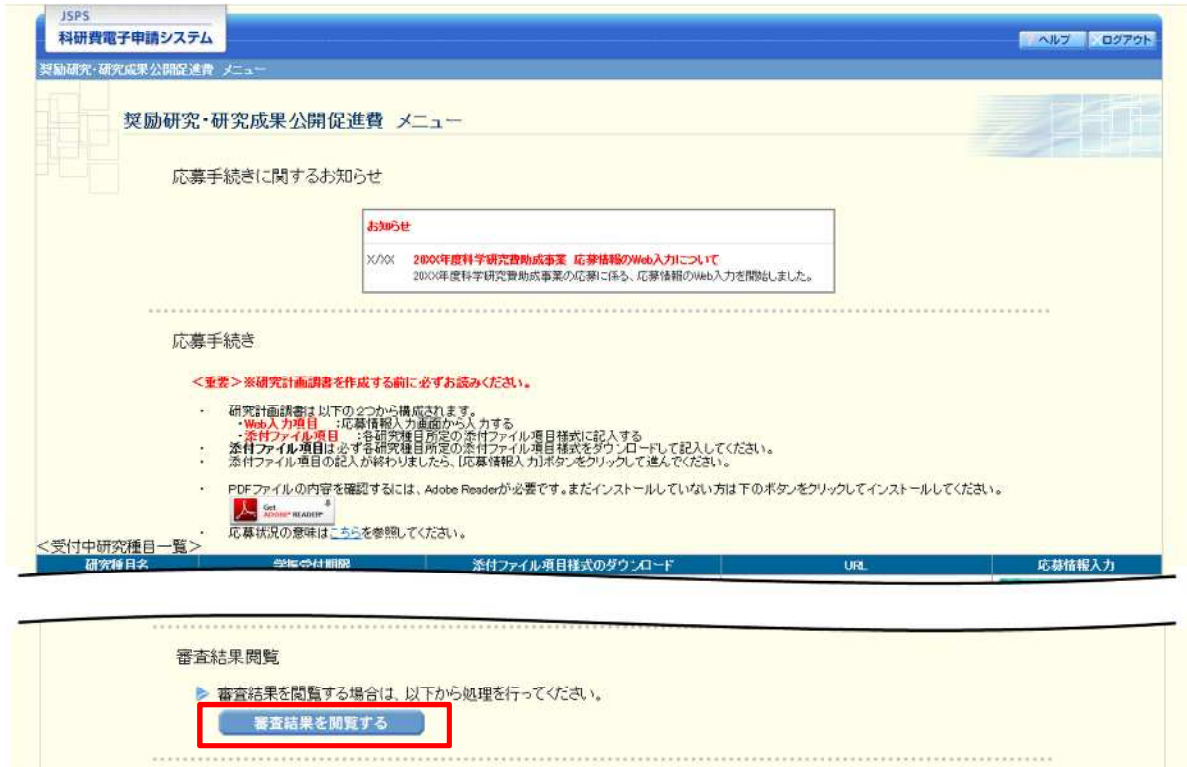 JSPS
科研費電子申請システム
ヘルプ ログアウト
奨励研究・研究成果公開促進費 メニュー
奨励研究・研究成果公開促進費 メニュー
応募手続きに関するお知らせ
お知らせ
X/XX 20XX年度科学研究費助成事業 応募情報のWeb入力について
20XX年度科学研究費助成事業の応募に係る、応募情報のWeb入力を開始しました。
応募手続き
<重要>※研究計画調書を作成する前に必ずお読みください。
・ 研究計画調書は以下の2つから構成されます。
・Web入力項目 :応募情報入力画面から入力する
・添付ファイル項目 :各研究種目所定の添付ファイル項目様式に記入する
・ 添付ファイル項目は必ず各研究種目所定の添付ファイル項目様式をダウンロードして記入してください。
・ 添付ファイル項目の記入が終わりましたら、[応募情報入力]ボタンをクリックして進んでください。
・ PDFファイルの内容を確認するには、Adobe Readerが必要です。まだインストールしていない方は下のボタンをクリックしてインストールしてください。
Get
ADOBE® READER®
・ 応募状況の意味はこちらを参照してください。
<受付中研究種目一覧>
研究種目名 学振受付期限 添付ファイル項目様式のダウンロード URL 応募情報入力
審査結果閲覧
審査結果を閲覧する場合は、以下から処理を行ってください。
審査結果を閲覧する